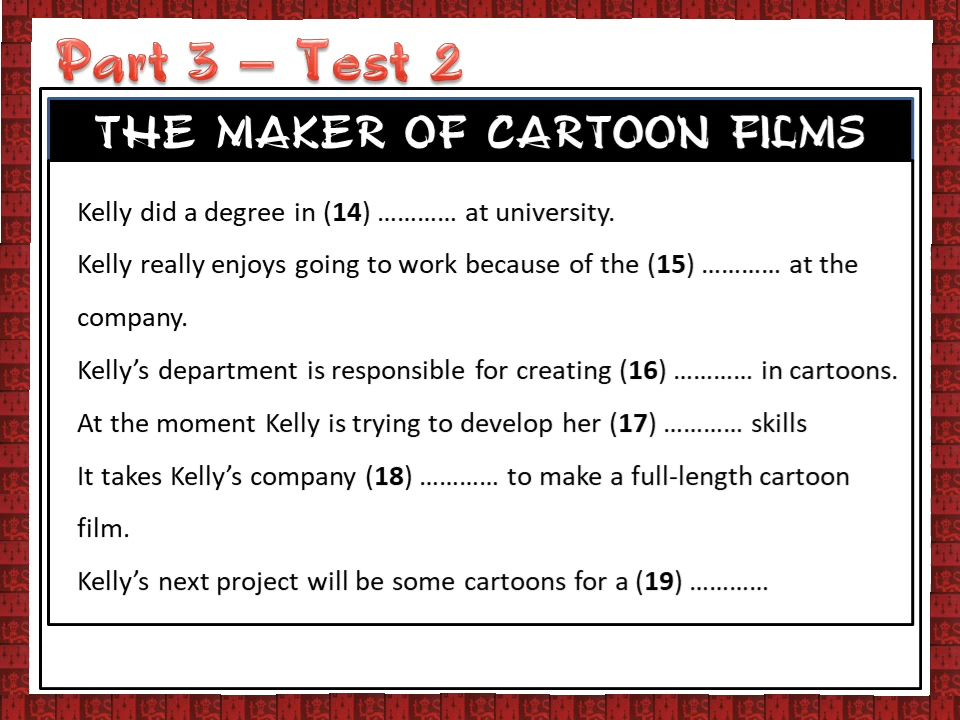 Part 3 – Test 2
THE MAKER OF CARTOON FILMS
Kelly did a degree in (14) ………… at university.
Kelly really enjoys going to work because of the (15) ………… at the
company.
Kelly’s department is responsible for creating (16) ………… in cartoons.
At the moment Kelly is trying to develop her (17) ………… skills
It takes Kelly’s company (18) ………… to make a full-length cartoon
film.
Kelly’s next project will be some cartoons for a (19) …………